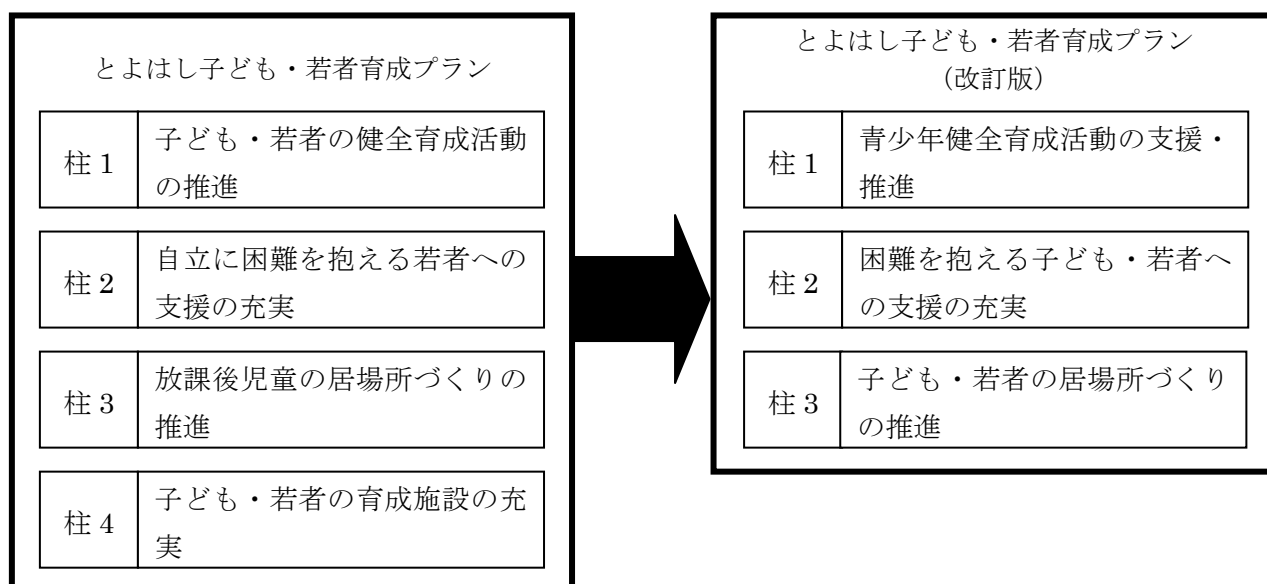 とよはし子ども・若者育成プラン
柱 1
子ども・若者の健全育成活動
の推進
柱 2
自立に困難を抱える若者への
支援の充実
柱 3
放課後児童の居場所づくりの
推進
柱 4
子ども・若者の育成施設の充
実
とよはし子ども・若者育成プラン
（改訂版）
柱 1
青少年健全育成活動の支援・
推進
柱 2
困難を抱える子ども・若者へ
の支援の充実
柱 3
子ども・若者の居場所づくり
の推進